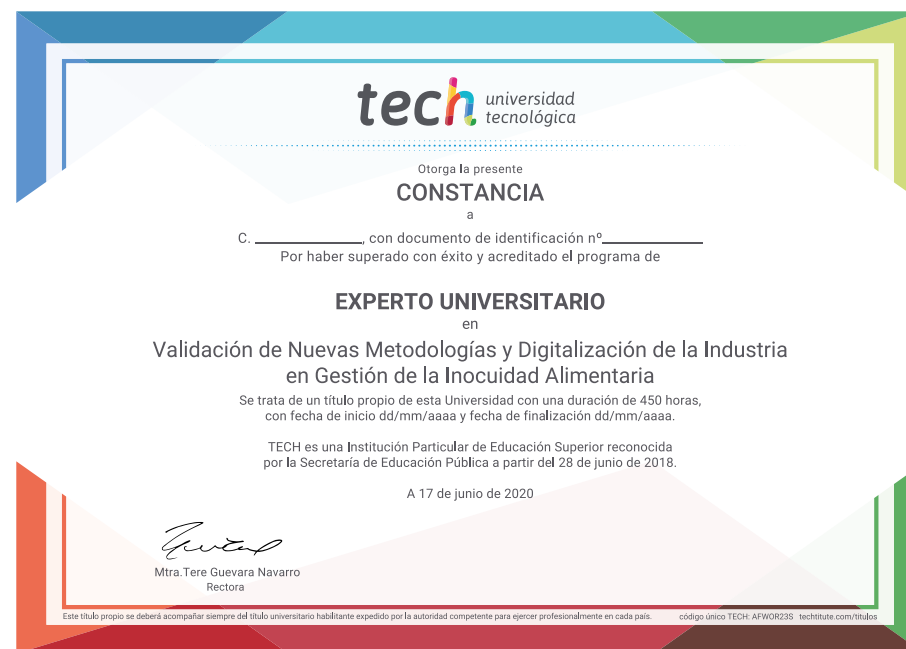 tech universidad
tecnológica
Otorga la presente
CONSTANCIA
a
C. ____________, con documento de identificación nº____________
Por haber superado con éxito y acreditado el programa de
EXPERTO UNIVERSITARIO
en
Validación de Nuevas Metodologías y Digitalización de la Industria
en Gestión de la Inocuidad Alimentaria
Se trata de un título propio de esta Universidad con una duración de 450 horas,
con fecha de inicio dd/mm/aaaa y fecha de finalización dd/mm/aaaa.
TECH es una Institución Particular de Educación Superior reconocida
por la Secretaría de Educación Pública a partir del 28 de junio de 2018.
A 17 de junio de 2020
Mtra.Tere Guevara Navarro
Rectora
Este título propio se deberá acompañar siempre del título universitario habilitante expedido por la autoridad competente para ejercer profesionalmente en cada país. código único TECH: AFWOR23S techtitute.com/titulos